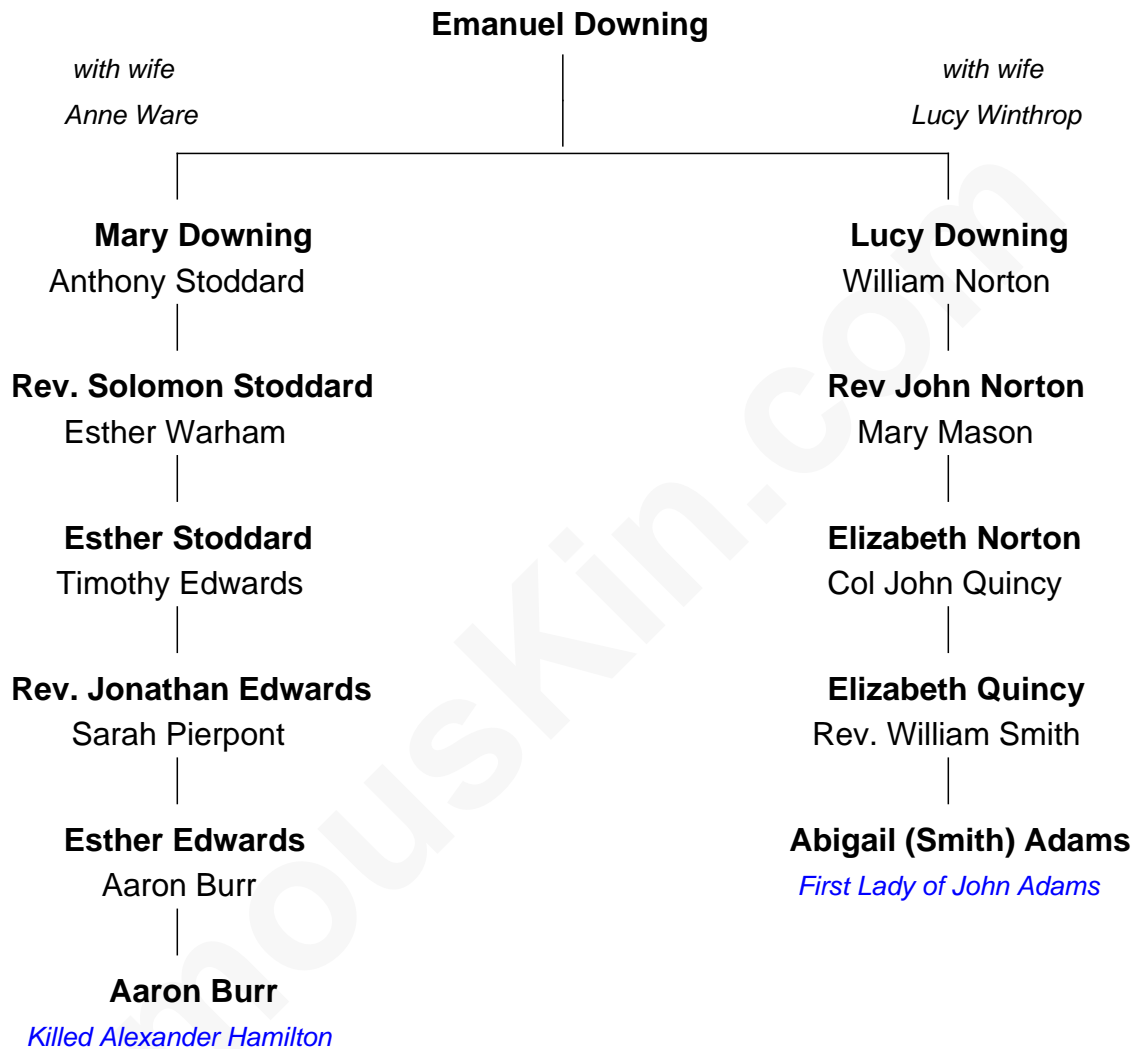 Emanuel Downing
with wife
Anne Ware
with wife
Lucy Winthrop
Mary Downing
Anthony Stoddard
Lucy Downing
William Norton
Rev. Solomon Stoddard
Esther Warham
Rev John Norton
Mary Mason
Esther Stoddard
Timothy Edwards
Elizabeth Norton
Col John Quincy
Rev. Jonathan Edwards
Sarah Pierpont
Elizabeth Quincy
Rev. William Smith
Esther Edwards
Aaron Burr
Abigail (Smith) Adams
First Lady of John Adams
Aaron Burr
Killed Alexander Hamilton
mouskin.com